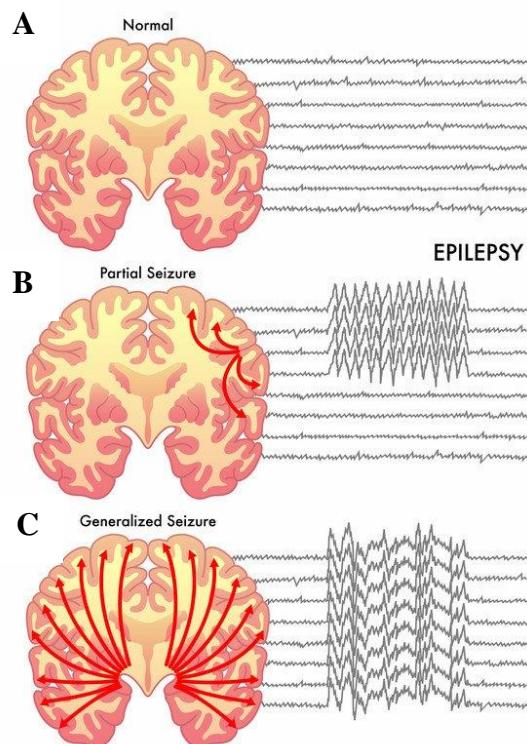 A
Normal
EPILEPSY
B
Partial Seizure
C
Generalized Seizure